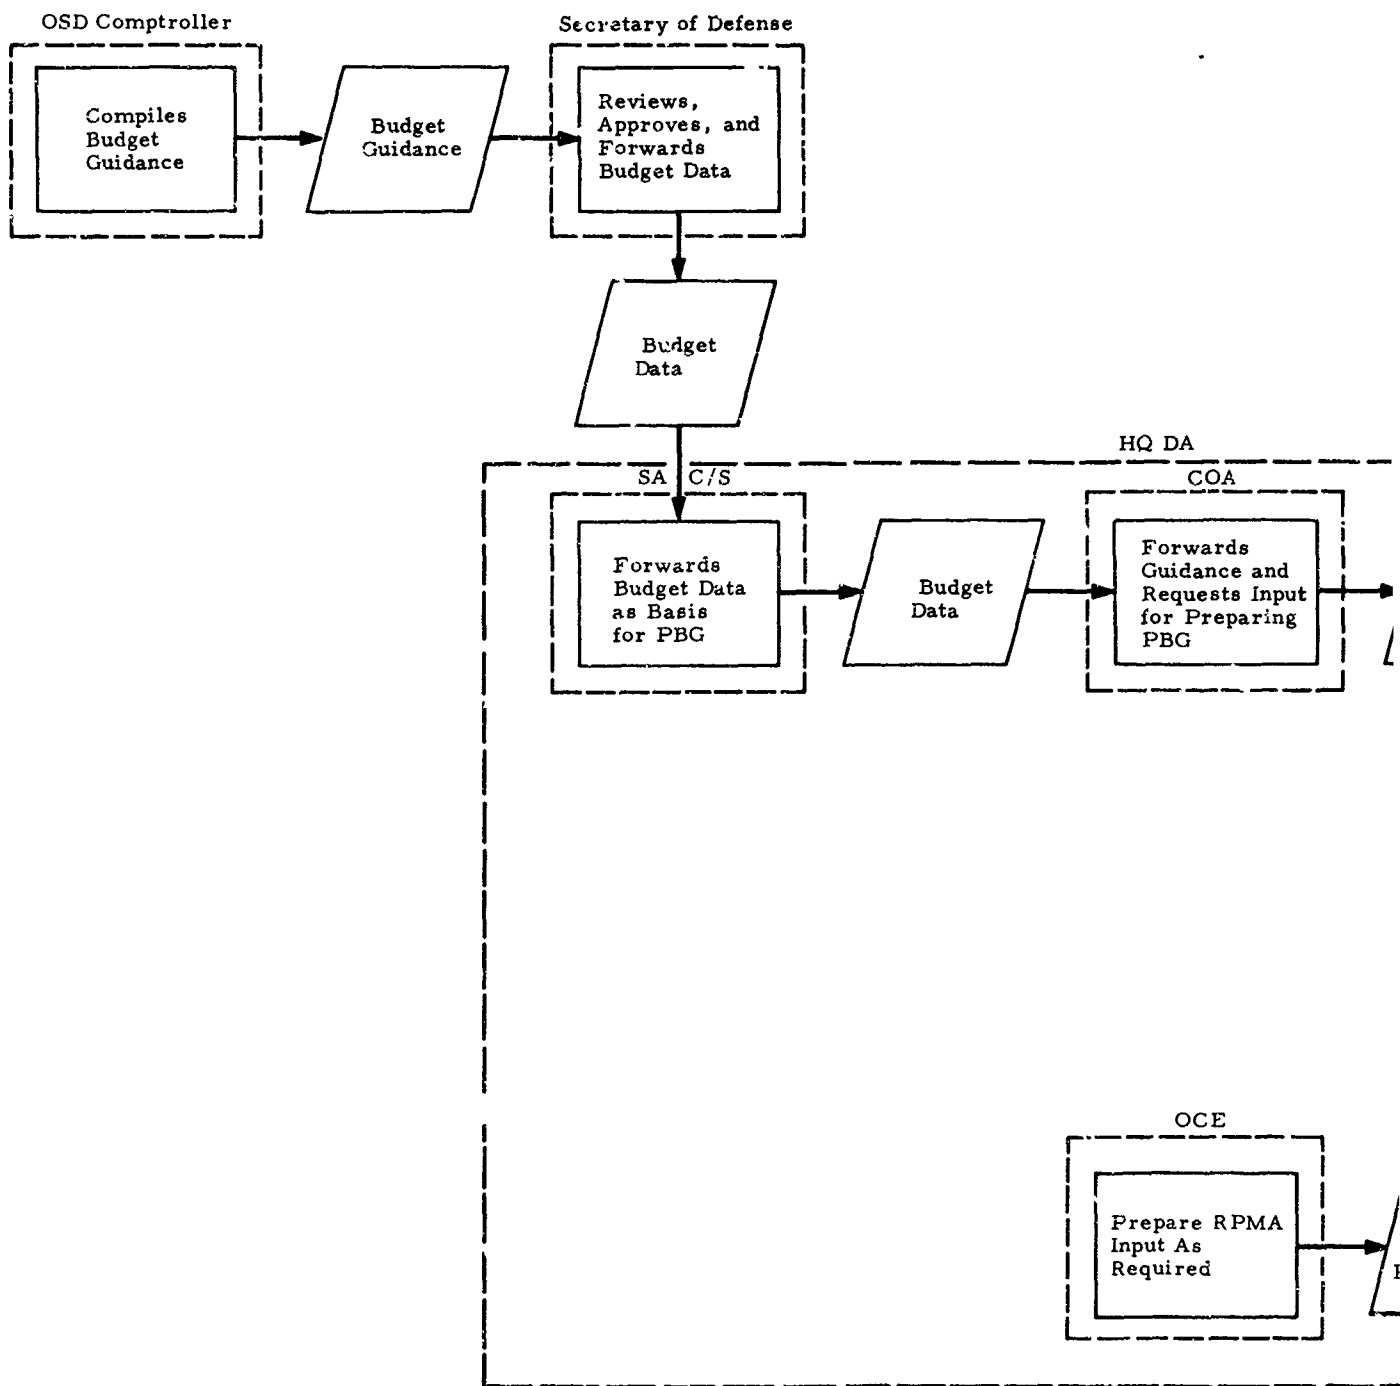 OSD Comptroller
Secretary of Defense
Compiles
Budget
Guidance
Budget
Guidance
Reviews,
Approves, and
Forwards
Budget Data
Budget
Data
HQ DA
SA C/S
COA
Forwards
Budget Data
as Basis
for PBG
Budget
Data
Forwards
Guidance and
Requests Input
for Preparing
PBG
OCE
Prepare RPMA
Input As
Required